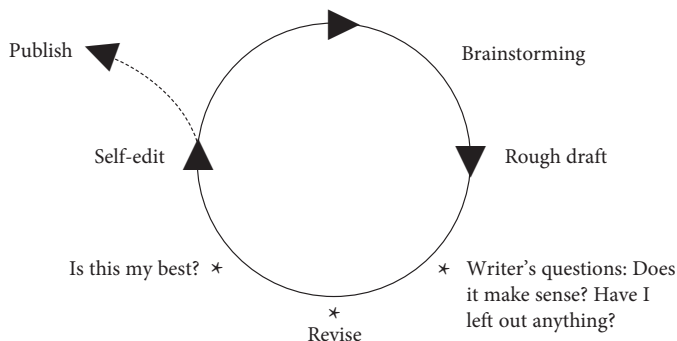 Publish
Brainstorming
Self-edit
Rough draft
Is this my best? *
* Writer's questions: Does
it make sense? Have I
left out anything?
*
Revise